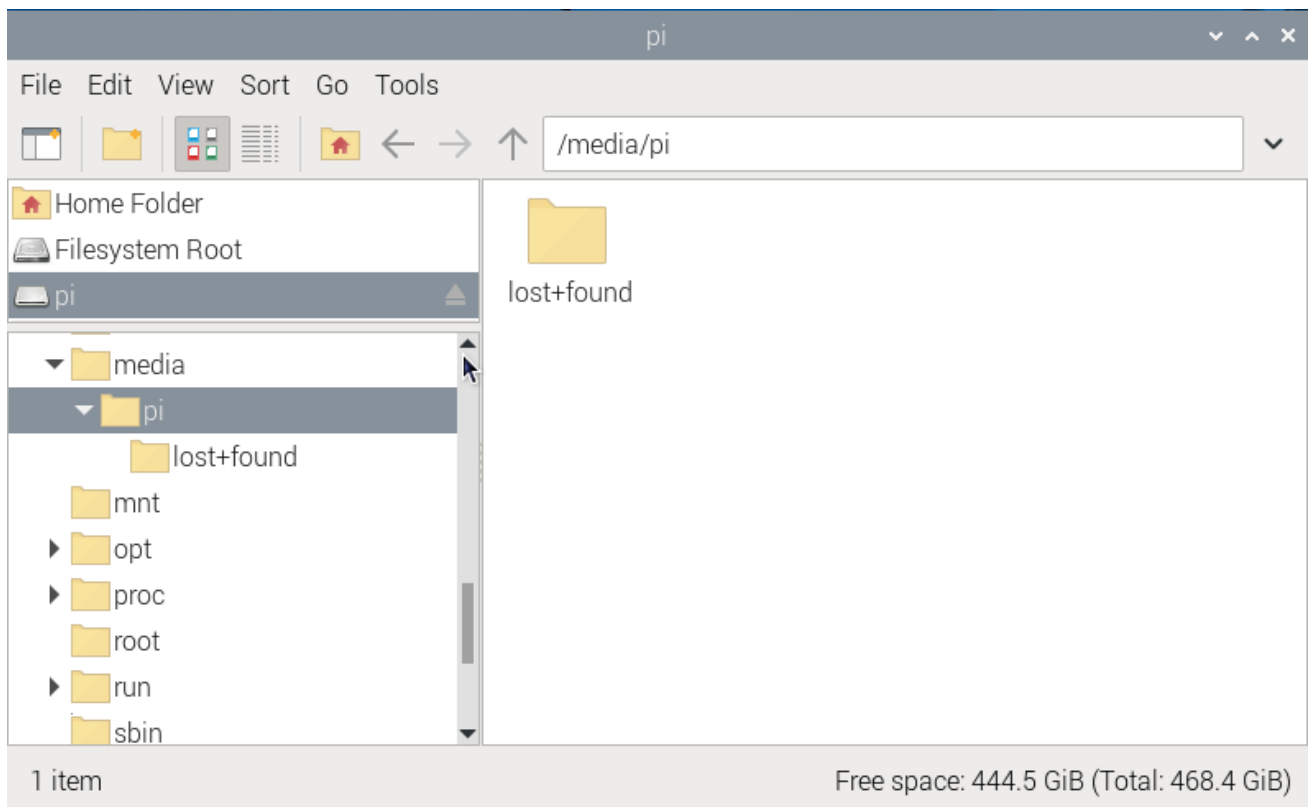 pi
File Edit View Sort Go Tools
/media/pi
Home Folder
Filesystem Root
pi
media
pi
lost+found
mnt
opt
proc
root
run
sbin
lost+found
1 item
Free space: 444.5 GiB (Total: 468.4 GiB)